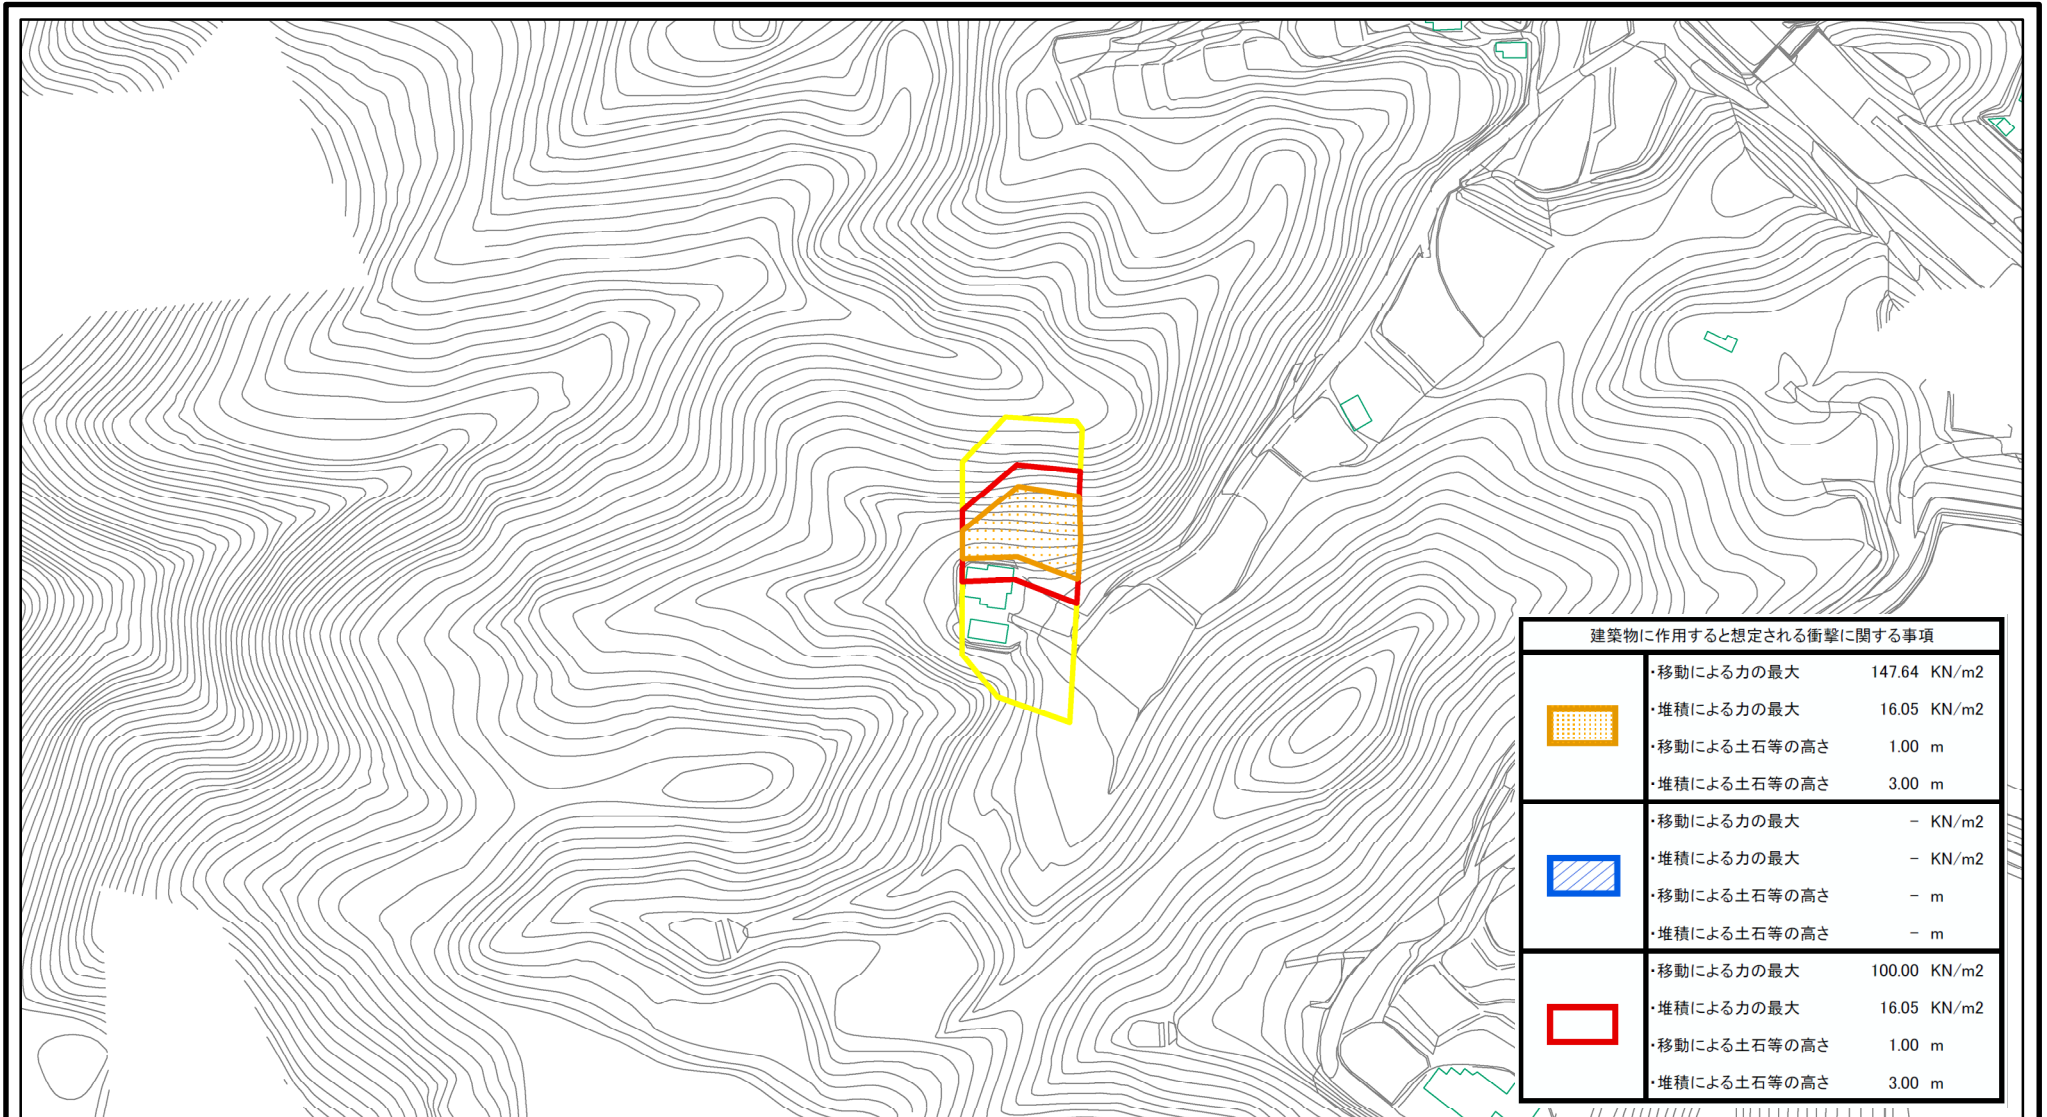 建築物に作用すると想定される衝撃に関する事項
・移動による力の最大 147.64 KN/m2
・堆積による力の最大 16.05 KN/m2
・移動による土石等の高さ 1.00 m
・堆積による土石等の高さ 3.00 m
・移動による力の最大 － KN/m2
・堆積による力の最大 － KN/m2
・移動による土石等の高さ － m
・堆積による土石等の高さ － m
・移動による力の最大 100.00 KN/m2
・堆積による力の最大 16.05 KN/m2
・移動による土石等の高さ 1.00 m
・堆積による土石等の高さ 3.00 m